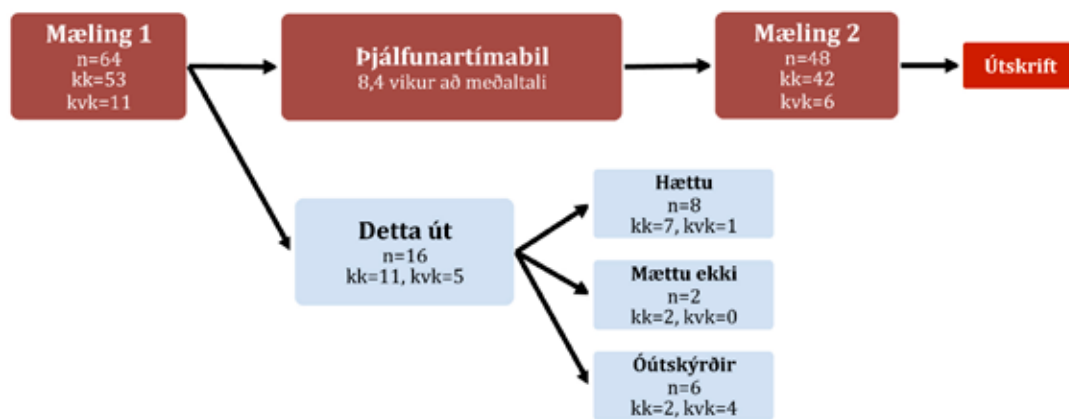 Mæling 1
n=64
kk=53
kvk=11
Þjálfunartímabil
8,4 vikur að meðaltali
Mæling 2
n=48
kk=42
kvk=6
Útskrift
Detta út
n=16
kk=11, kvk=5
Hættu
n=8
kk=7, kvk=1
Mættu ekki
n=2
kk=2, kvk=0
Óútskýrðir
n=6
kk=2, kvk=4